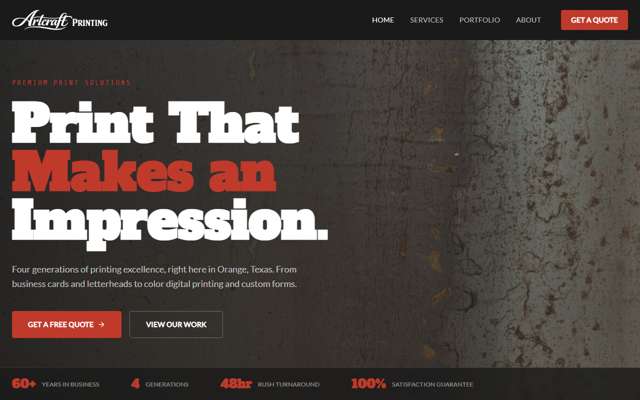 Artcraft PRINTING
HOME SERVICES PORTFOLIO ABOUT GET A QUOTE
PREMIUM PRINT SOLUTIONS
Print That
Makes an
Impression.
Four generations of printing excellence, right here in Orange, Texas. From
business cards and letterheads to color digital printing and custom forms.
GET A FREE QUOTE → VIEW OUR WORK
60+ YEARS IN BUSINESS 4 GENERATIONS 48hr RUSH TURNAROUND 100% SATISFACTION GUARANTEE